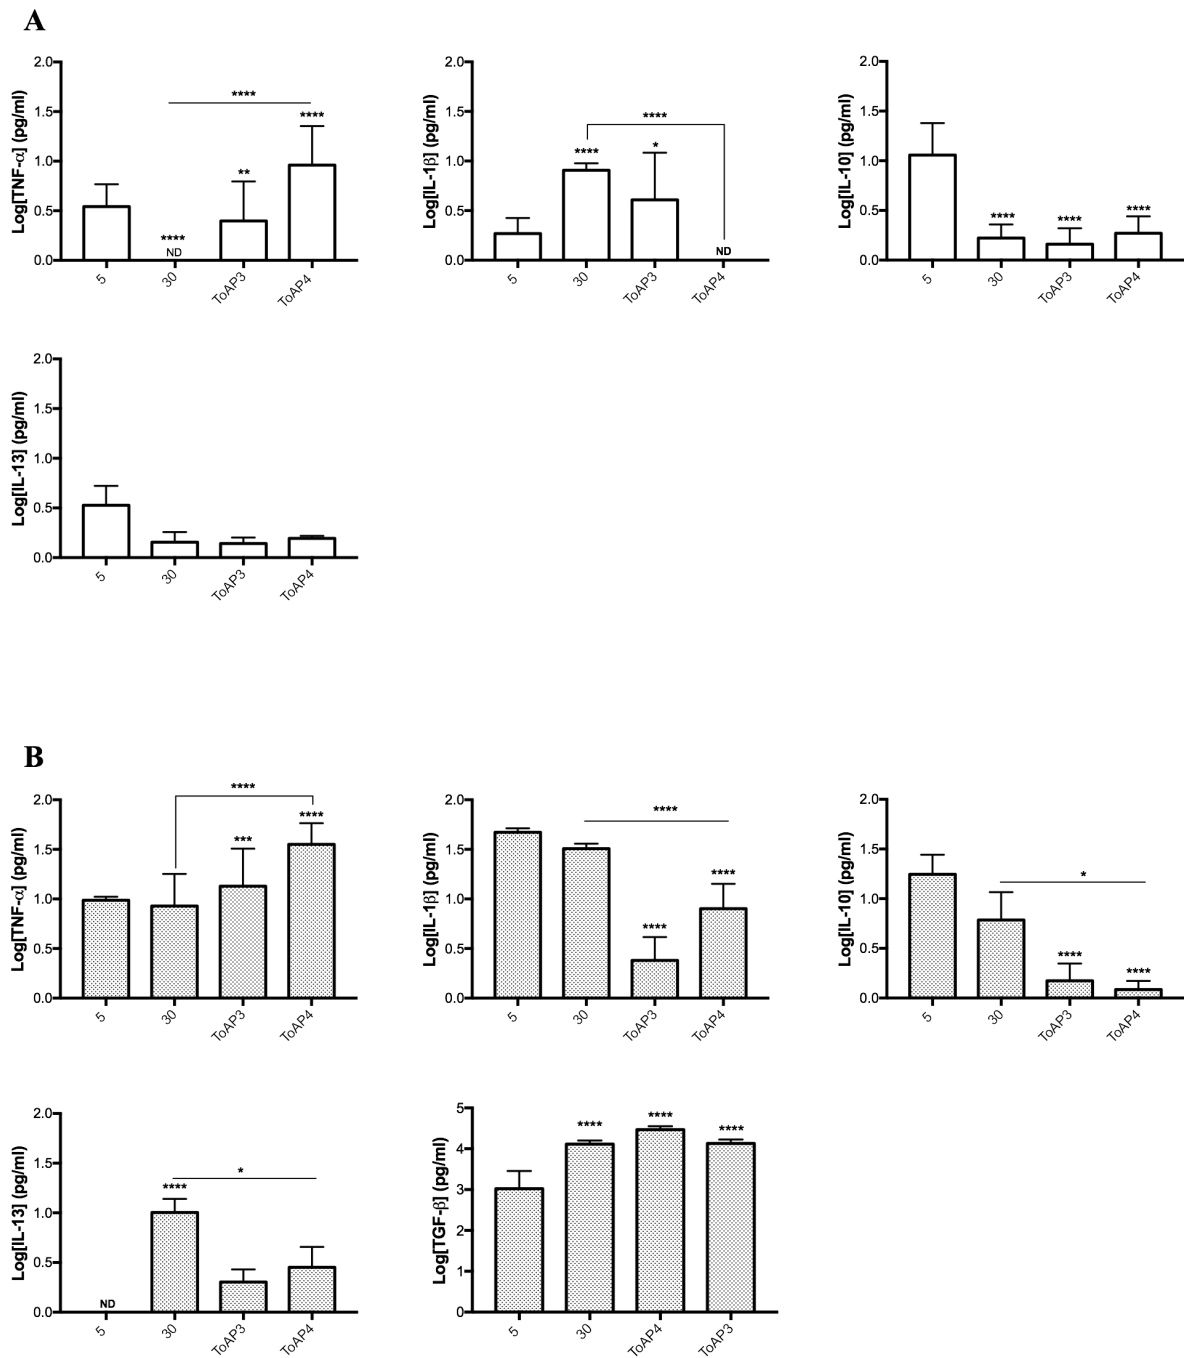 A
Log[TNF-α] (pg/ml)
2.0
1.5
1.0
0.5
0.0
****
****
**
****
ND
5
30
ToAP3
ToAP4
Log[IL-1β] (pg/ml)
2.0
1.5
1.0
0.5
0.0
****
****
*
ND
5
30
ToAP3
ToAP4
Log[IL-10] (pg/ml)
2.0
1.5
1.0
0.5
0.0
****
****
****
5
30
ToAP3
ToAP4
Log[IL-13] (pg/ml)
2.0
1.5
1.0
0.5
0.0
5
30
ToAP3
ToAP4
B
Log[TNF-α] (pg/ml)
2.0
1.5
1.0
0.5
0.0
****
***
****
5
30
ToAP3
ToAP4
Log[IL-1β] (pg/ml)
2.0
1.5
1.0
0.5
0.0
****
****
****
5
30
ToAP3
ToAP4
Log[IL-10] (pg/ml)
2.0
1.5
1.0
0.5
0.0
*
****
****
5
30
ToAP3
ToAP4
Log[IL-13] (pg/ml)
2.0
1.5
1.0
0.5
0.0
*
****
ND
5
30
ToAP3
ToAP4
Log[TGF-β] (pg/ml)
5
4
3
2
1
0
****
****
****
5
30
ToAP4
ToAP3